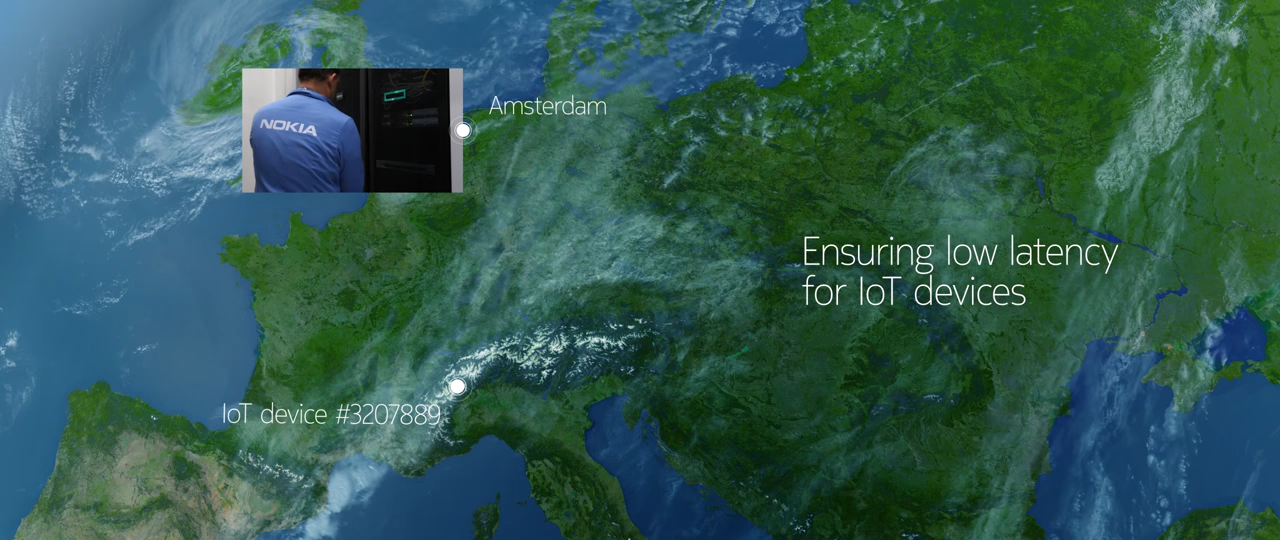 NOKIA
Amsterdam
Ensuring low latency
for IoT devices
IoT device #3207889